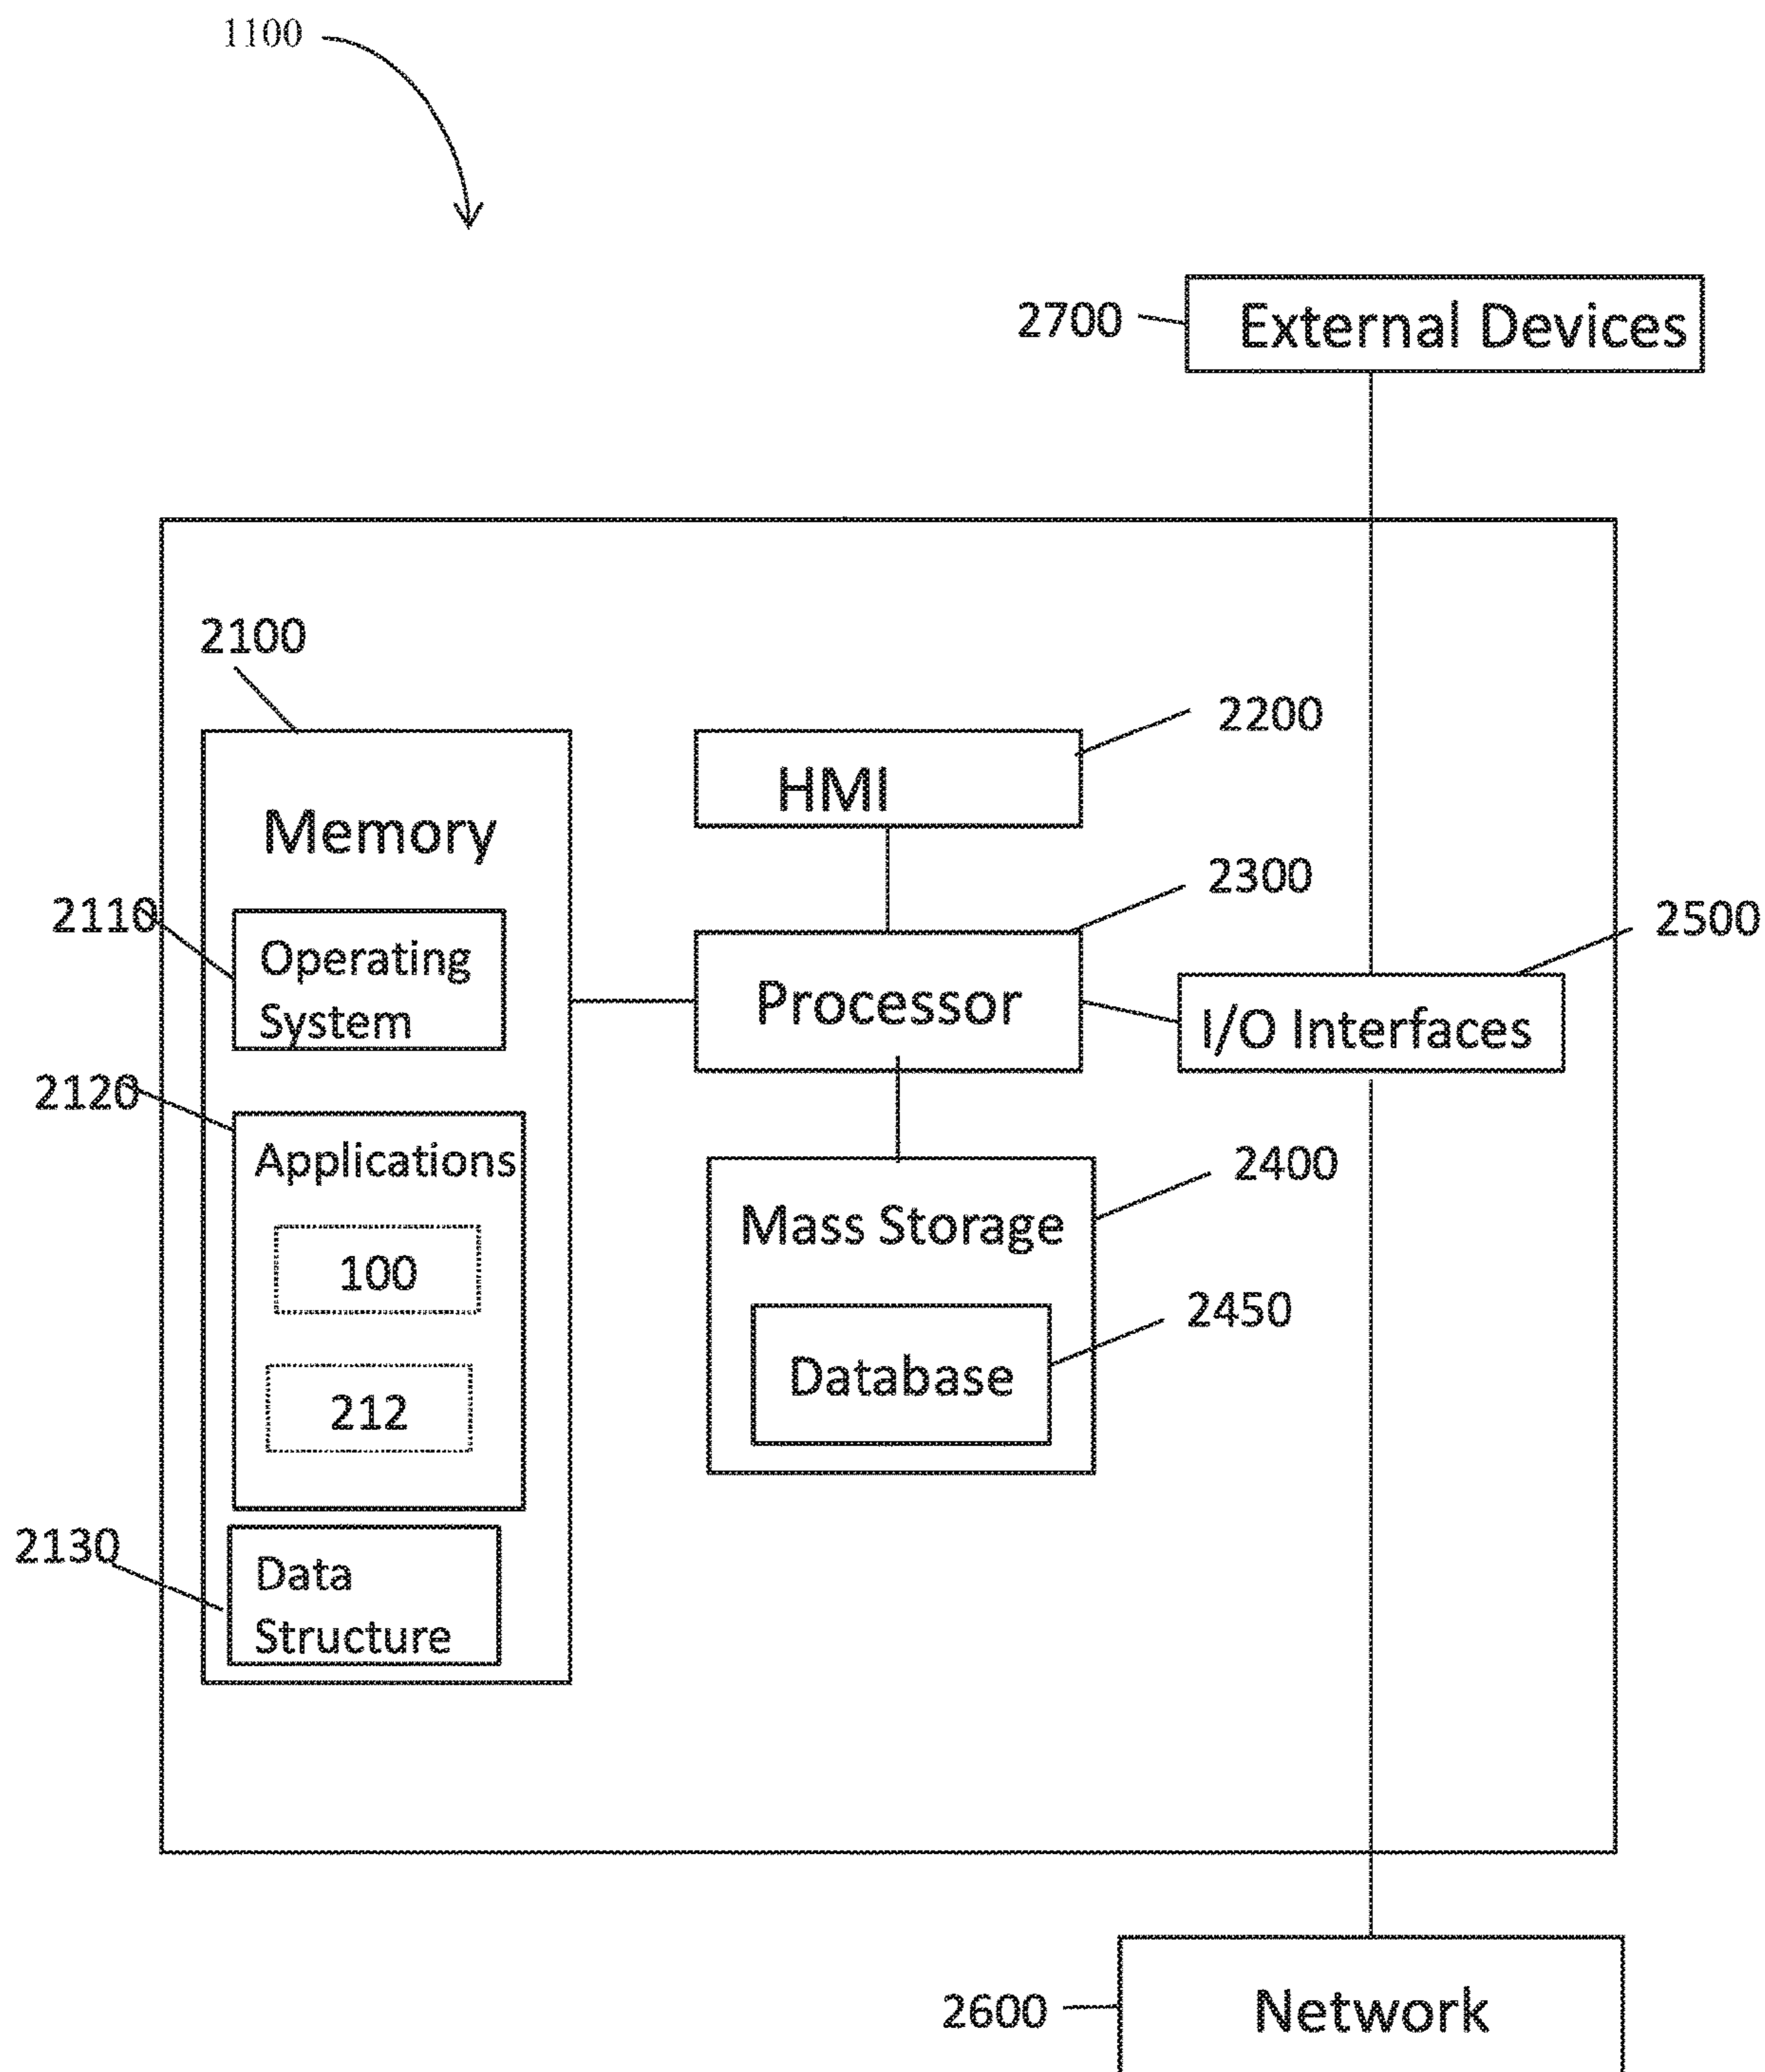 1100
2700
External Devices
2100
2200
HMI
Memory
2300
2110
2500
Operating
System
Processor
I/O Interfaces
2120
Applications
2400
Mass Storage
100
2450
Database
212
2130
Data
Structure
2600
Network